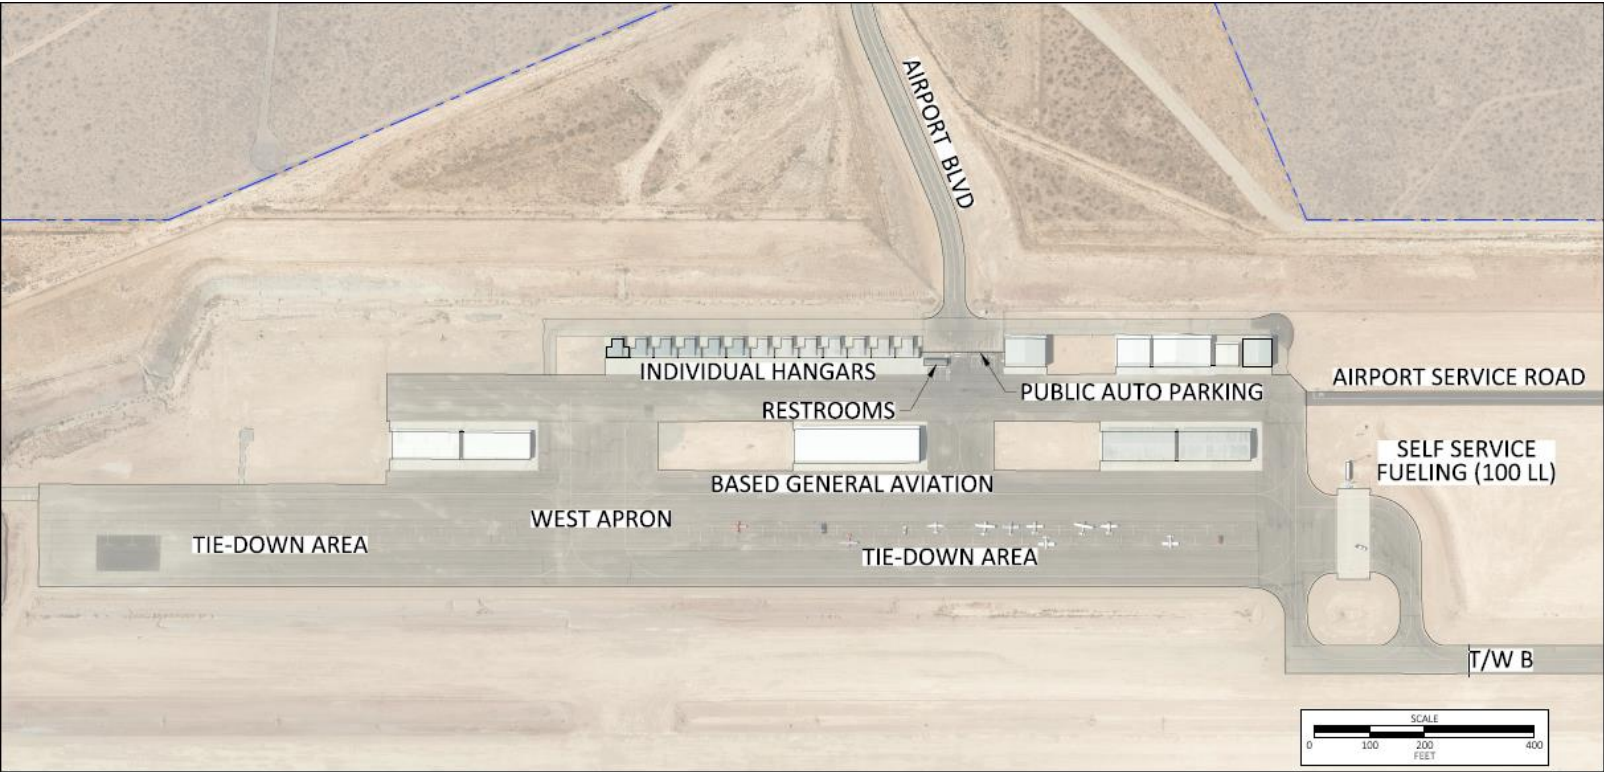 AIRPORT BLVD
INDIVIDUAL HANGARS
PUBLIC AUTO PARKING
AIRPORT SERVICE ROAD
RESTROOMS
SELF SERVICE
FUELING (100 LL)
BASED GENERAL AVIATION
WEST APRON
TIE-DOWN AREA
TIE-DOWN AREA
T/W B
SCALE
0 100 200 400
FEET